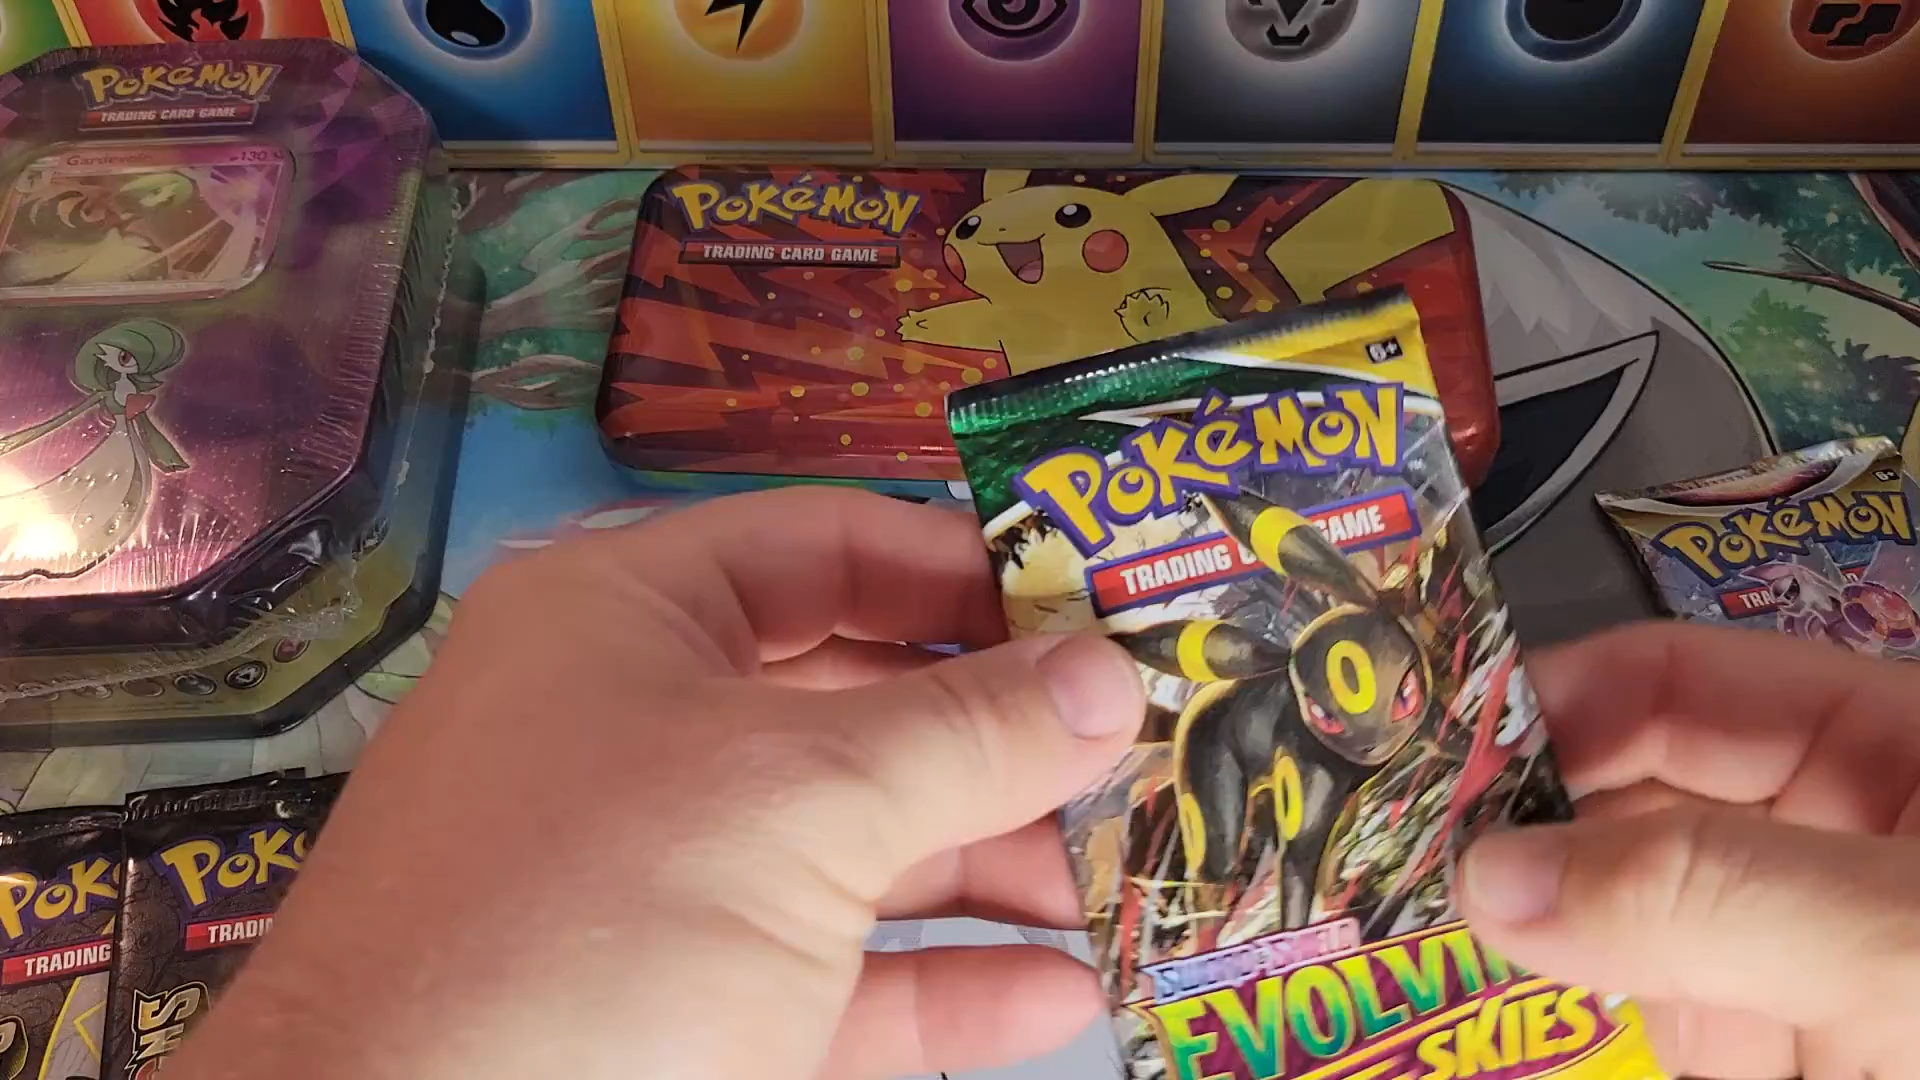 POKéMON
TRADING CARD GAME
Gardevoir 130
POKéMON
TRADING CARD GAME
6+
POKéMON
TRADING C GAME
EVOLVIN
SKIES
6+
POKéMON
TRA
POK
TRADING
POKé
TRADIN